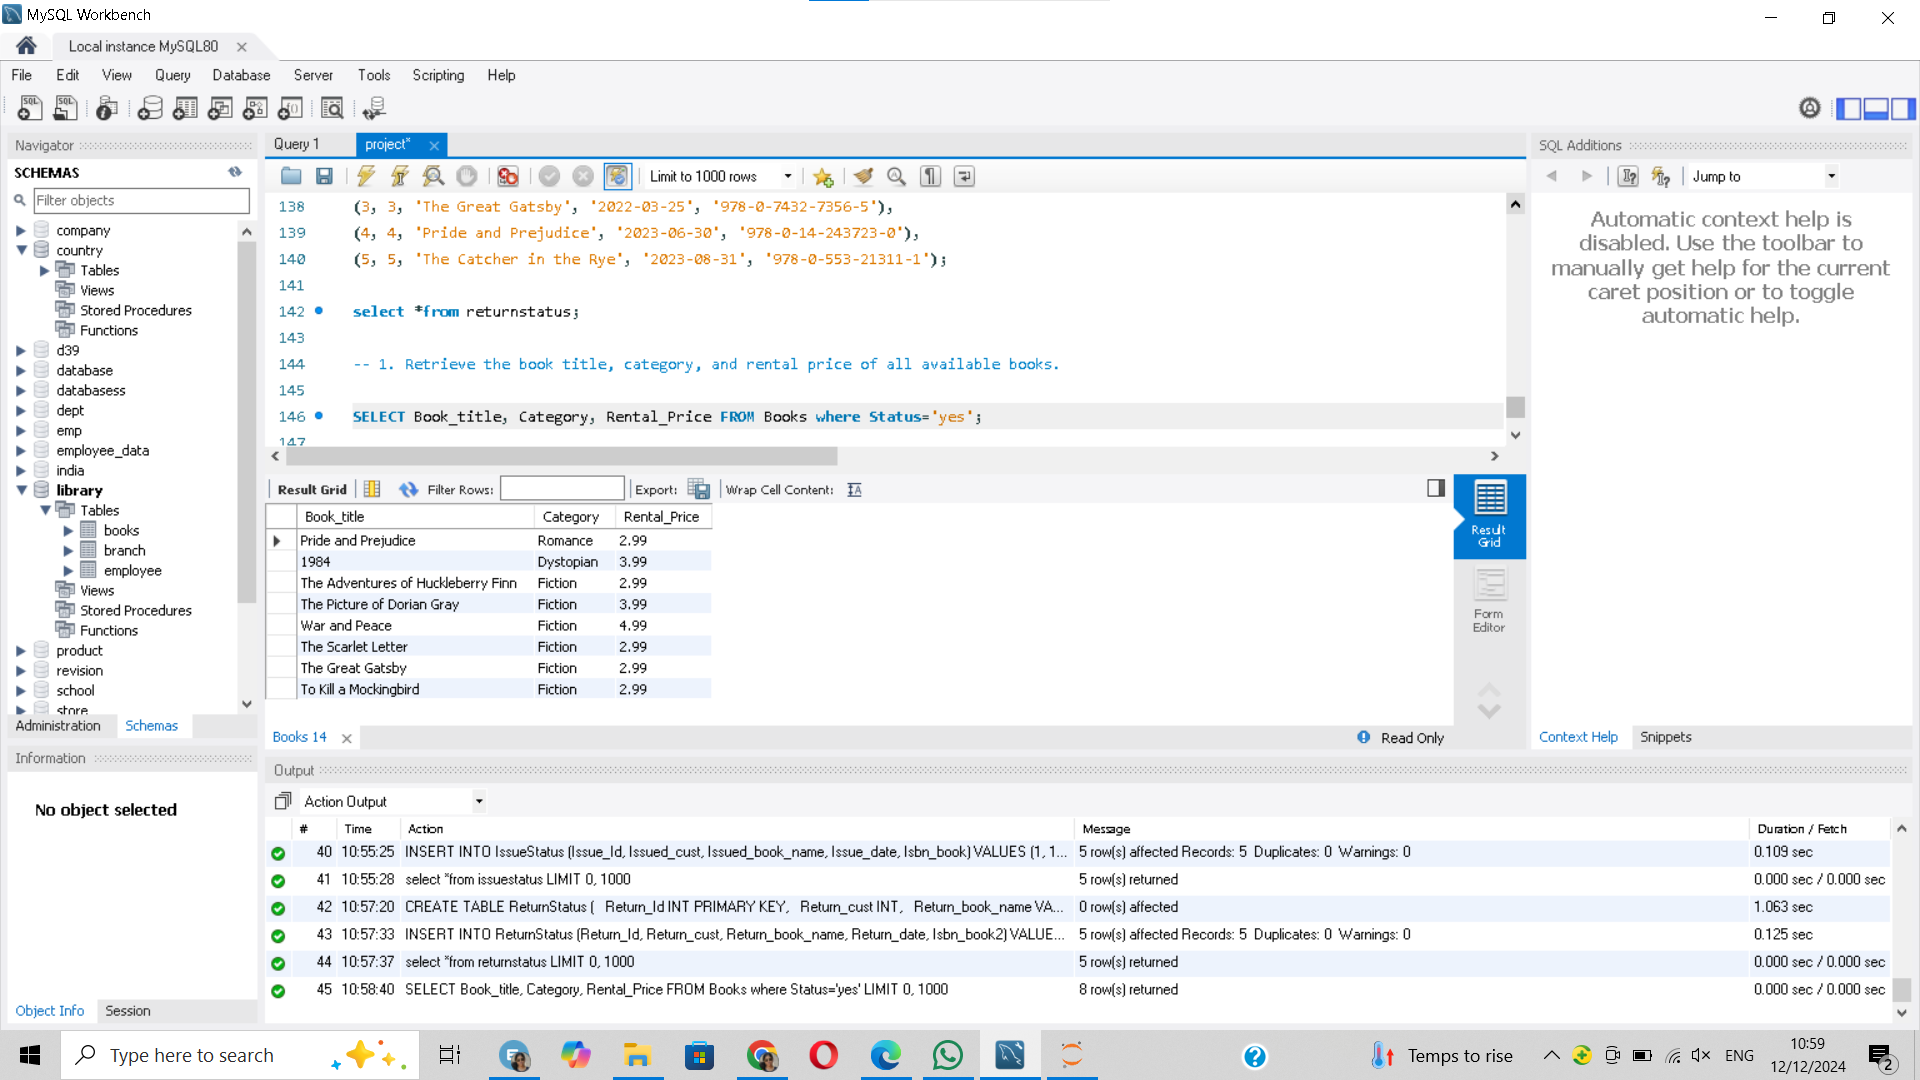 MySQL Workbench
Local instance MySQL80
File Edit View Query Database Server Tools Scripting Help
Navigator
SCHEMAS
Filter objects
company
country
Tables
Views
Stored Procedures
Functions
d39
database
databasess
dept
emp
employee_data
india
library
Tables
books
branch
employee
Views
Stored Procedures
Functions
product
revision
school
store
Administration Schemas
Information
No object selected
Object Info Session
Query 1 project*
Limit to 1000 rows
138 (3, 3, 'The Great Gatsby', '2022-03-25', '978-0-7432-7356-5'),
139 (4, 4, 'Pride and Prejudice', '2023-06-30', '978-0-14-243723-0'),
140 (5, 5, 'The Catcher in the Rye', '2023-08-31', '978-0-553-21311-1');
141
142 select *from returnstatus;
143
144 -- 1. Retrieve the book title, category, and rental price of all available books.
145
146 SELECT Book_title, Category, Rental_Price FROM Books where Status='yes';
147
Result Grid Filter Rows: Export: Wrap Cell Content:
Book_title Category Rental_Price
Pride and Prejudice Romance 2.99
1984 Dystopian 3.99
The Adventures of Huckleberry Finn Fiction 2.99
The Picture of Dorian Gray Fiction 3.99
War and Peace Fiction 4.99
The Scarlet Letter Fiction 2.99
The Great Gatsby Fiction 2.99
To Kill a Mockingbird Fiction 2.99
Result
Grid
Form
Editor
Books 14 Read Only
SQL Additions
Jump to
Automatic context help is
disabled. Use the toolbar to
manually get help for the current
caret position or to toggle
automatic help.
Context Help Snippets
Output
Action Output
# Time Action Message Duration / Fetch
40 10:55:25 INSERT INTO IssueStatus (Issue_Id, Issued_cust, Issued_book_name, Issue_date, Isbn_book) VALUES (1, 1... 5 row(s) affected Records: 5 Duplicates: 0 Warnings: 0 0.109 sec
41 10:55:28 select *from issuestatus LIMIT 0, 1000 5 row(s) returned 0.000 sec / 0.000 sec
42 10:57:20 CREATE TABLE ReturnStatus ( Return_Id INT PRIMARY KEY, Return_cust INT, Return_book_name VA... 0 row(s) affected 1.063 sec
43 10:57:33 INSERT INTO ReturnStatus (Return_Id, Return_cust, Return_book_name, Return_date, Isbn_book2) VALUE... 5 row(s) affected Records: 5 Duplicates: 0 Warnings: 0 0.125 sec
44 10:57:37 select *from returnstatus LIMIT 0, 1000 5 row(s) returned 0.000 sec / 0.000 sec
45 10:58:40 SELECT Book_title, Category, Rental_Price FROM Books where Status='yes' LIMIT 0, 1000 8 row(s) returned 0.000 sec / 0.000 sec
Type here to search
Temps to rise
ENG
10:59
12/12/2024
2